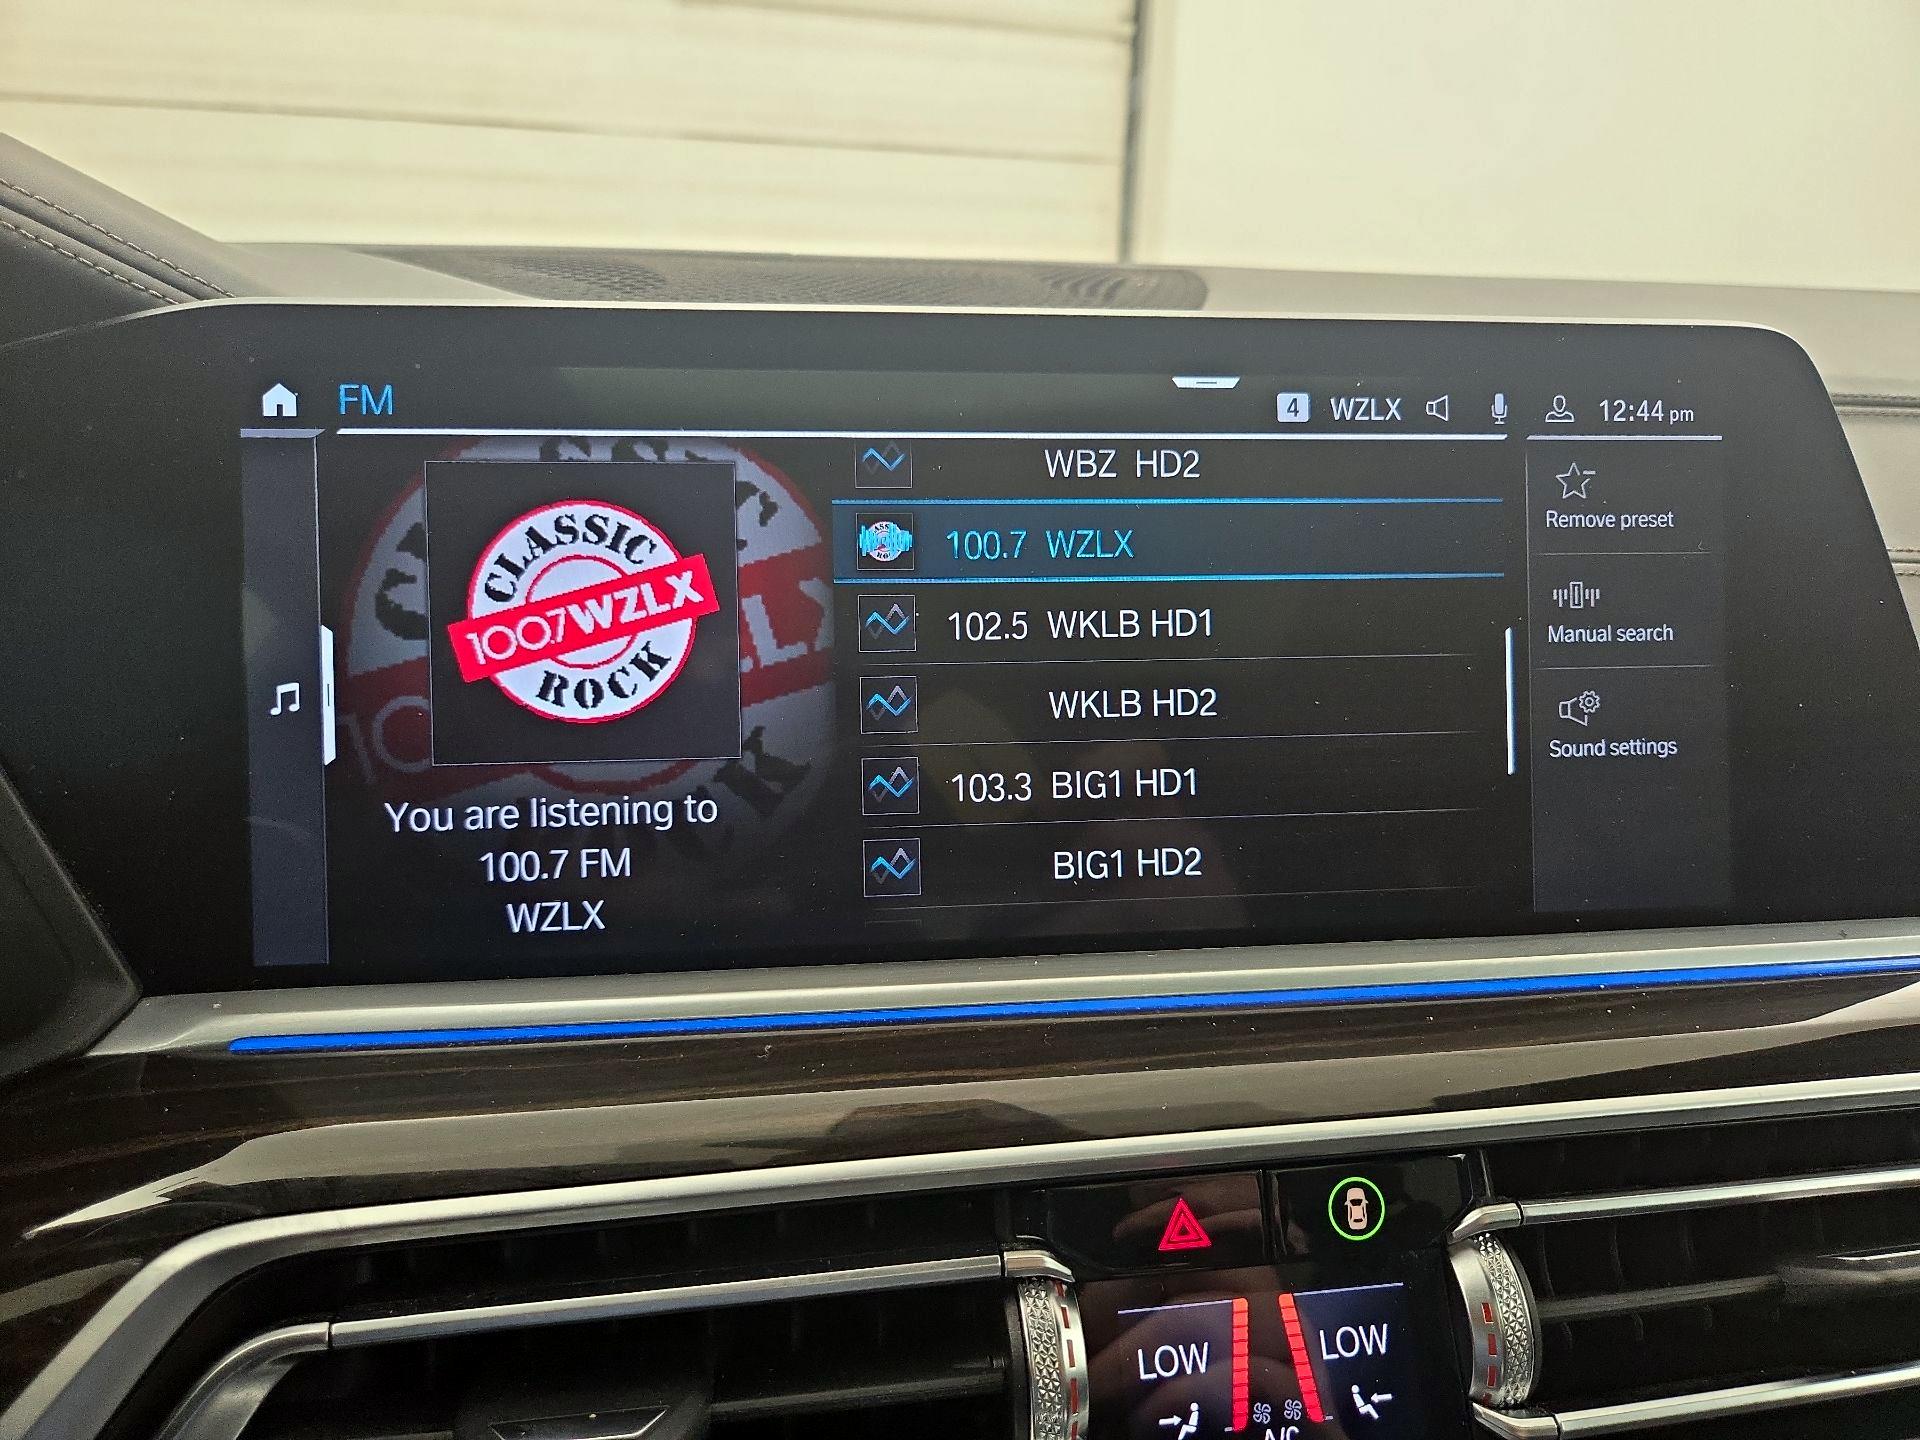 FM
4 WZLX 12:44 pm
CLASSIC
100.7 WZLX
ROCK
You are listening to
100.7 FM
WZLX
WBZ HD2
100.7 WZLX
102.5 WKLB HD1
WKLB HD2
103.3 BIG1 HD1
BIG1 HD2
Remove preset
Manual search
Sound settings
LOW LOW
A/C